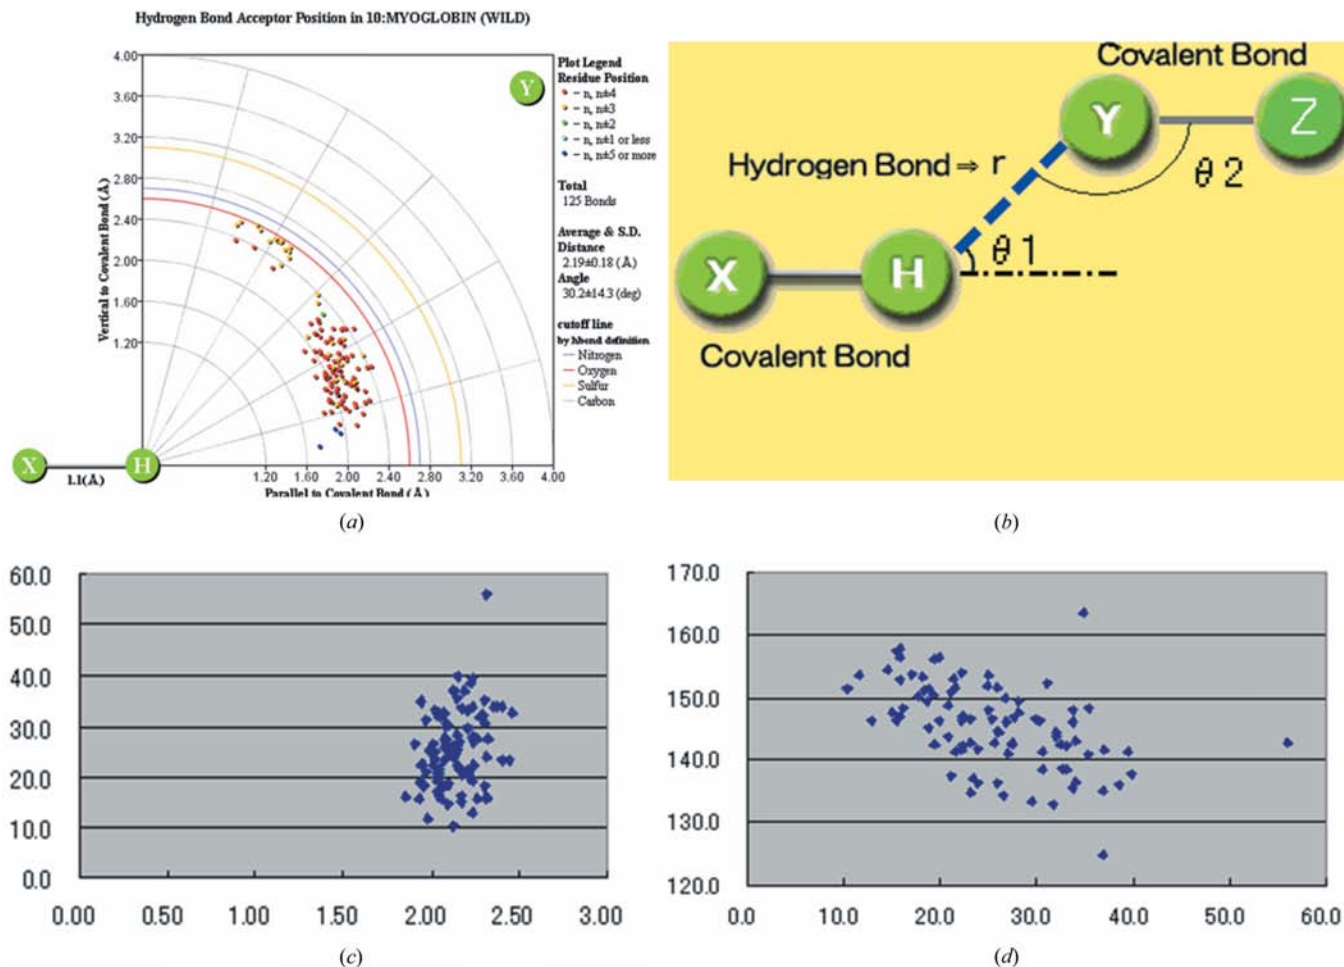 Hydrogen Bond Acceptor Position in 10:MYOGLOBIN (WILD)
4.00
3.60
3.20
2.80
2.40
2.00
1.60
1.20
Vertical to Covalent Bond (Å)
Y
Plot Legend
Residue Position
– n, n±4
– n, n±3
– n, n±2
– n, n±1 or less
– n, n±5 or more
Total
125 Bonds
Average & S.D.
Distance
2.19±0.18 (Å)
Angle
30.2±14.3 (deg)
cutoff line
by hbond definition
Nitrogen
Oxygen
Sulfur
Carbon
X
H
1.1(Å)
1.20 1.60 2.00 2.40 2.80 3.20 3.60 4.00
Parallel to Covalent Bond (Å)
(a)
Covalent Bond
Y
Z
Hydrogen Bond ⇒ r
θ2
X
H
θ1
Covalent Bond
(b)
60.0
50.0
40.0
30.0
20.0
10.0
0.0
0.00 0.50 1.00 1.50 2.00 2.50 3.00
(c)
170.0
160.0
150.0
140.0
130.0
120.0
0.0 10.0 20.0 30.0 40.0 50.0 60.0
(d)